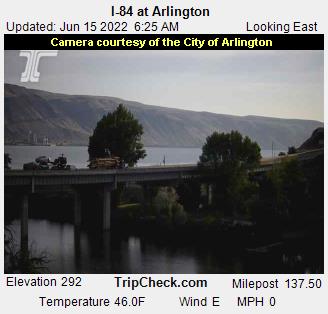 I-84 at Arlington
Updated: Jun 15 2022 6:25 AM Looking East
Camera courtesy of the City of Arlington
Elevation 292 TripCheck.com Milepost 137.50
Temperature 46.0F Wind E MPH 0